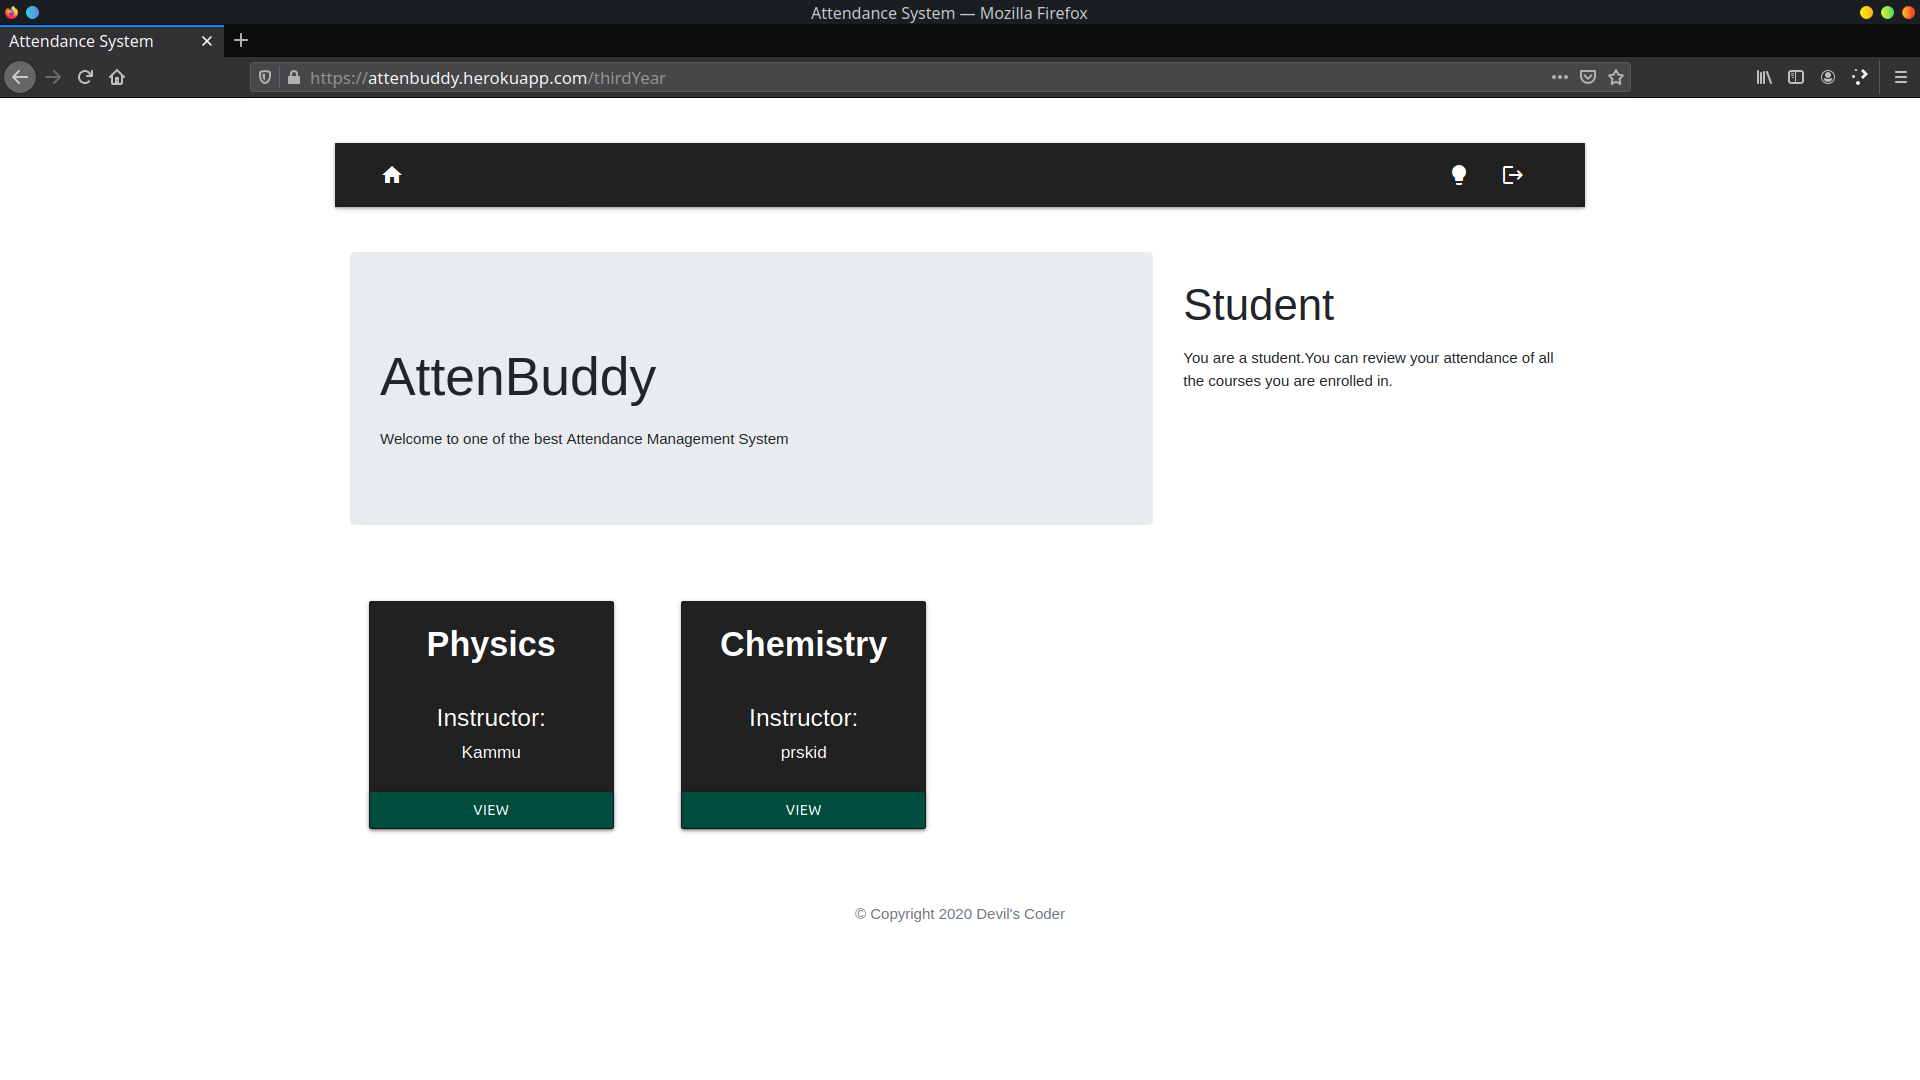 Attendance System — Mozilla Firefox
Attendance System
https://attenbuddy.herokuapp.com/thirdYear
AttenBuddy
Welcome to one of the best Attendance Management System
Student
You are a student.You can review your attendance of all
the courses you are enrolled in.
Physics
Instructor:
Kammu
VIEW
Chemistry
Instructor:
prskid
VIEW
© Copyright 2020 Devil's Coder